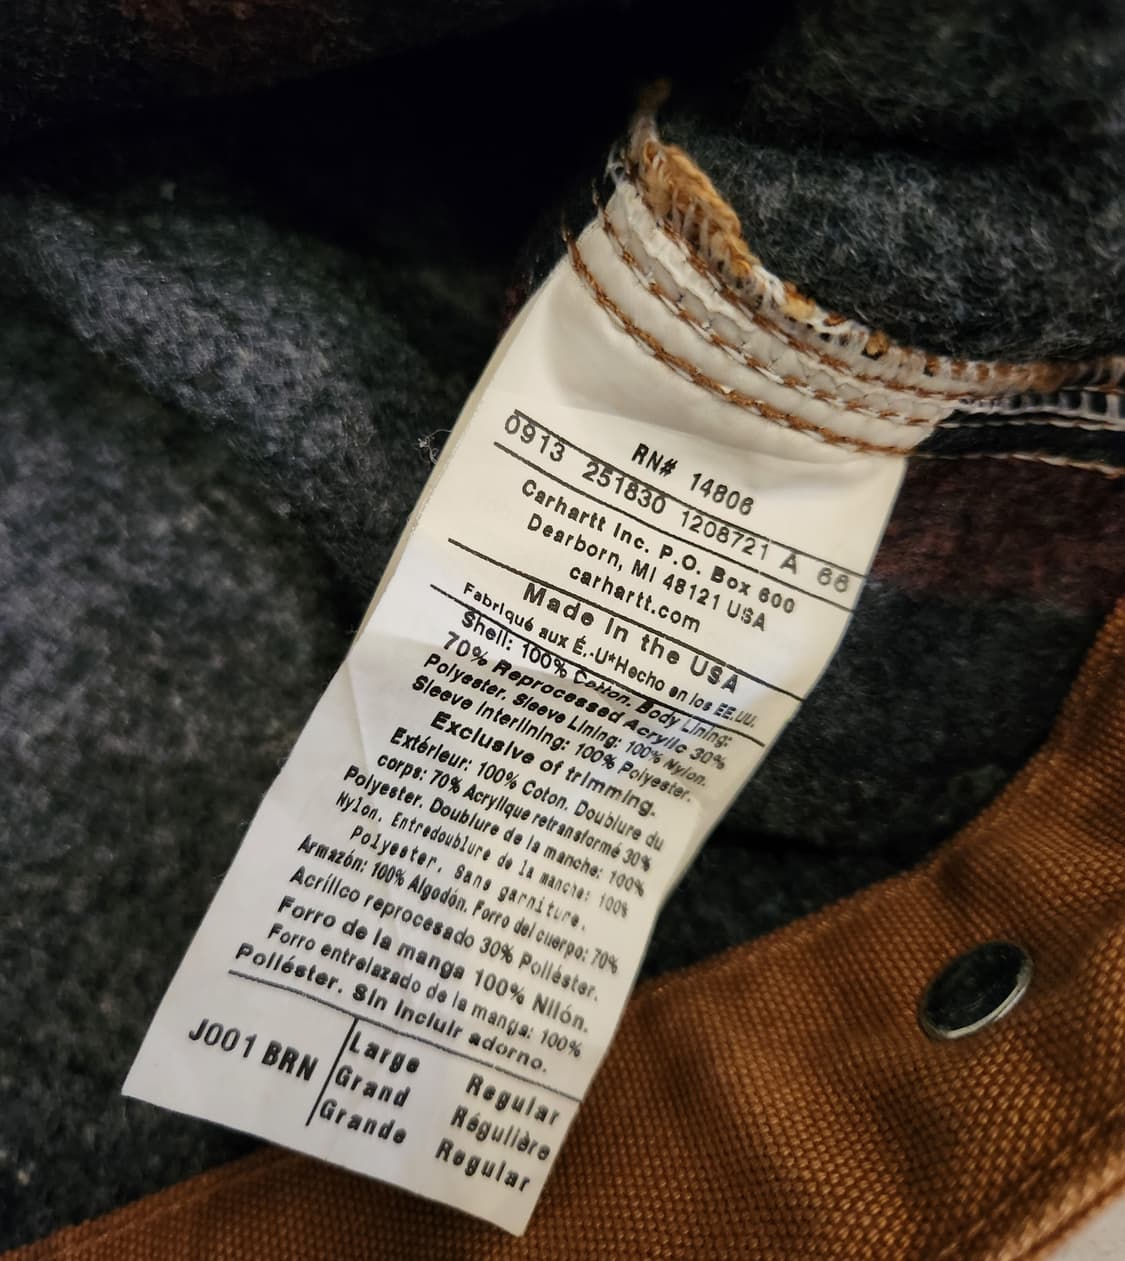 RN# 14806
0913 251830 1208721 A 66
Carhartt Inc. P.O. Box 600
Dearborn, MI 48121 USA
carhartt.com
Made in the USA
Fabriqué aux É.-U*Hecho en los EE.UU.
Shell: 100% Cotton. Body Lining:
70% Reprocessed Acrylic 30%
Polyester. Sleeve Lining: 100% Nylon.
Sleeve Interlining: 100% Polyester.
Exclusive of trimming.
Extérieur: 100% Coton. Doublure du
corps: 70% Acryllque retransformé 30%
Polyester. Doublure de la manche: 100%
Nylon. Entredoublure de la manche: 100%
Polyester. Sans garniture.
Armazón: 100% Algodón. Forro del cuerpo: 70%
Acrílico reprocesado 30% Poliéster.
Forro de la manga 100% Nilón.
Forro entrelazado de la manga: 100%
Poliéster. Sin incluir adorno.
J001 BRN Large Regular
Grand Régulière
Grande Regular